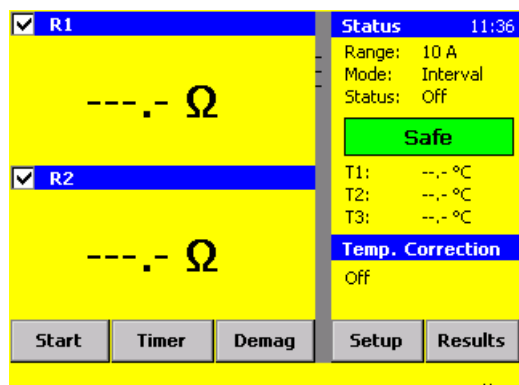 R1
---.- Ω
R2
---.- Ω
Status 11:36
Range: 10 A
Mode: Interval
Status: Off
Safe
T1: --.- °C
T2: --.- °C
T3: --.- °C
Temp. Correction
Off
Start Timer Demag Setup Results